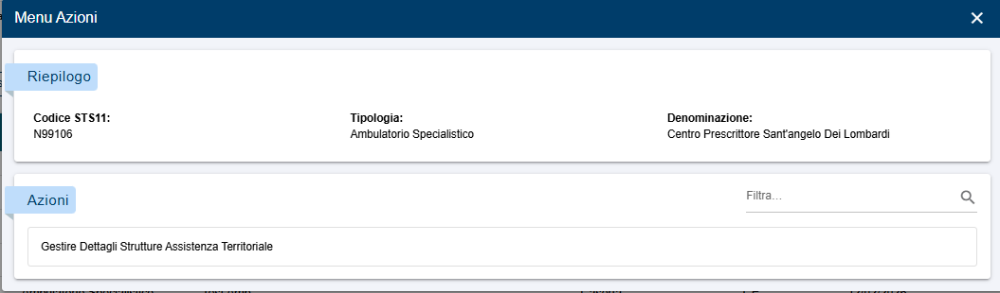 Menu Azioni
Riepilogo
Codice STS11:
N99106
Tipologia:
Ambulatorio Specialistico
Denominazione:
Centro Prescrittore Sant'angelo Dei Lombardi
Azioni
Filtra...
Gestire Dettagli Strutture Assistenza Territoriale